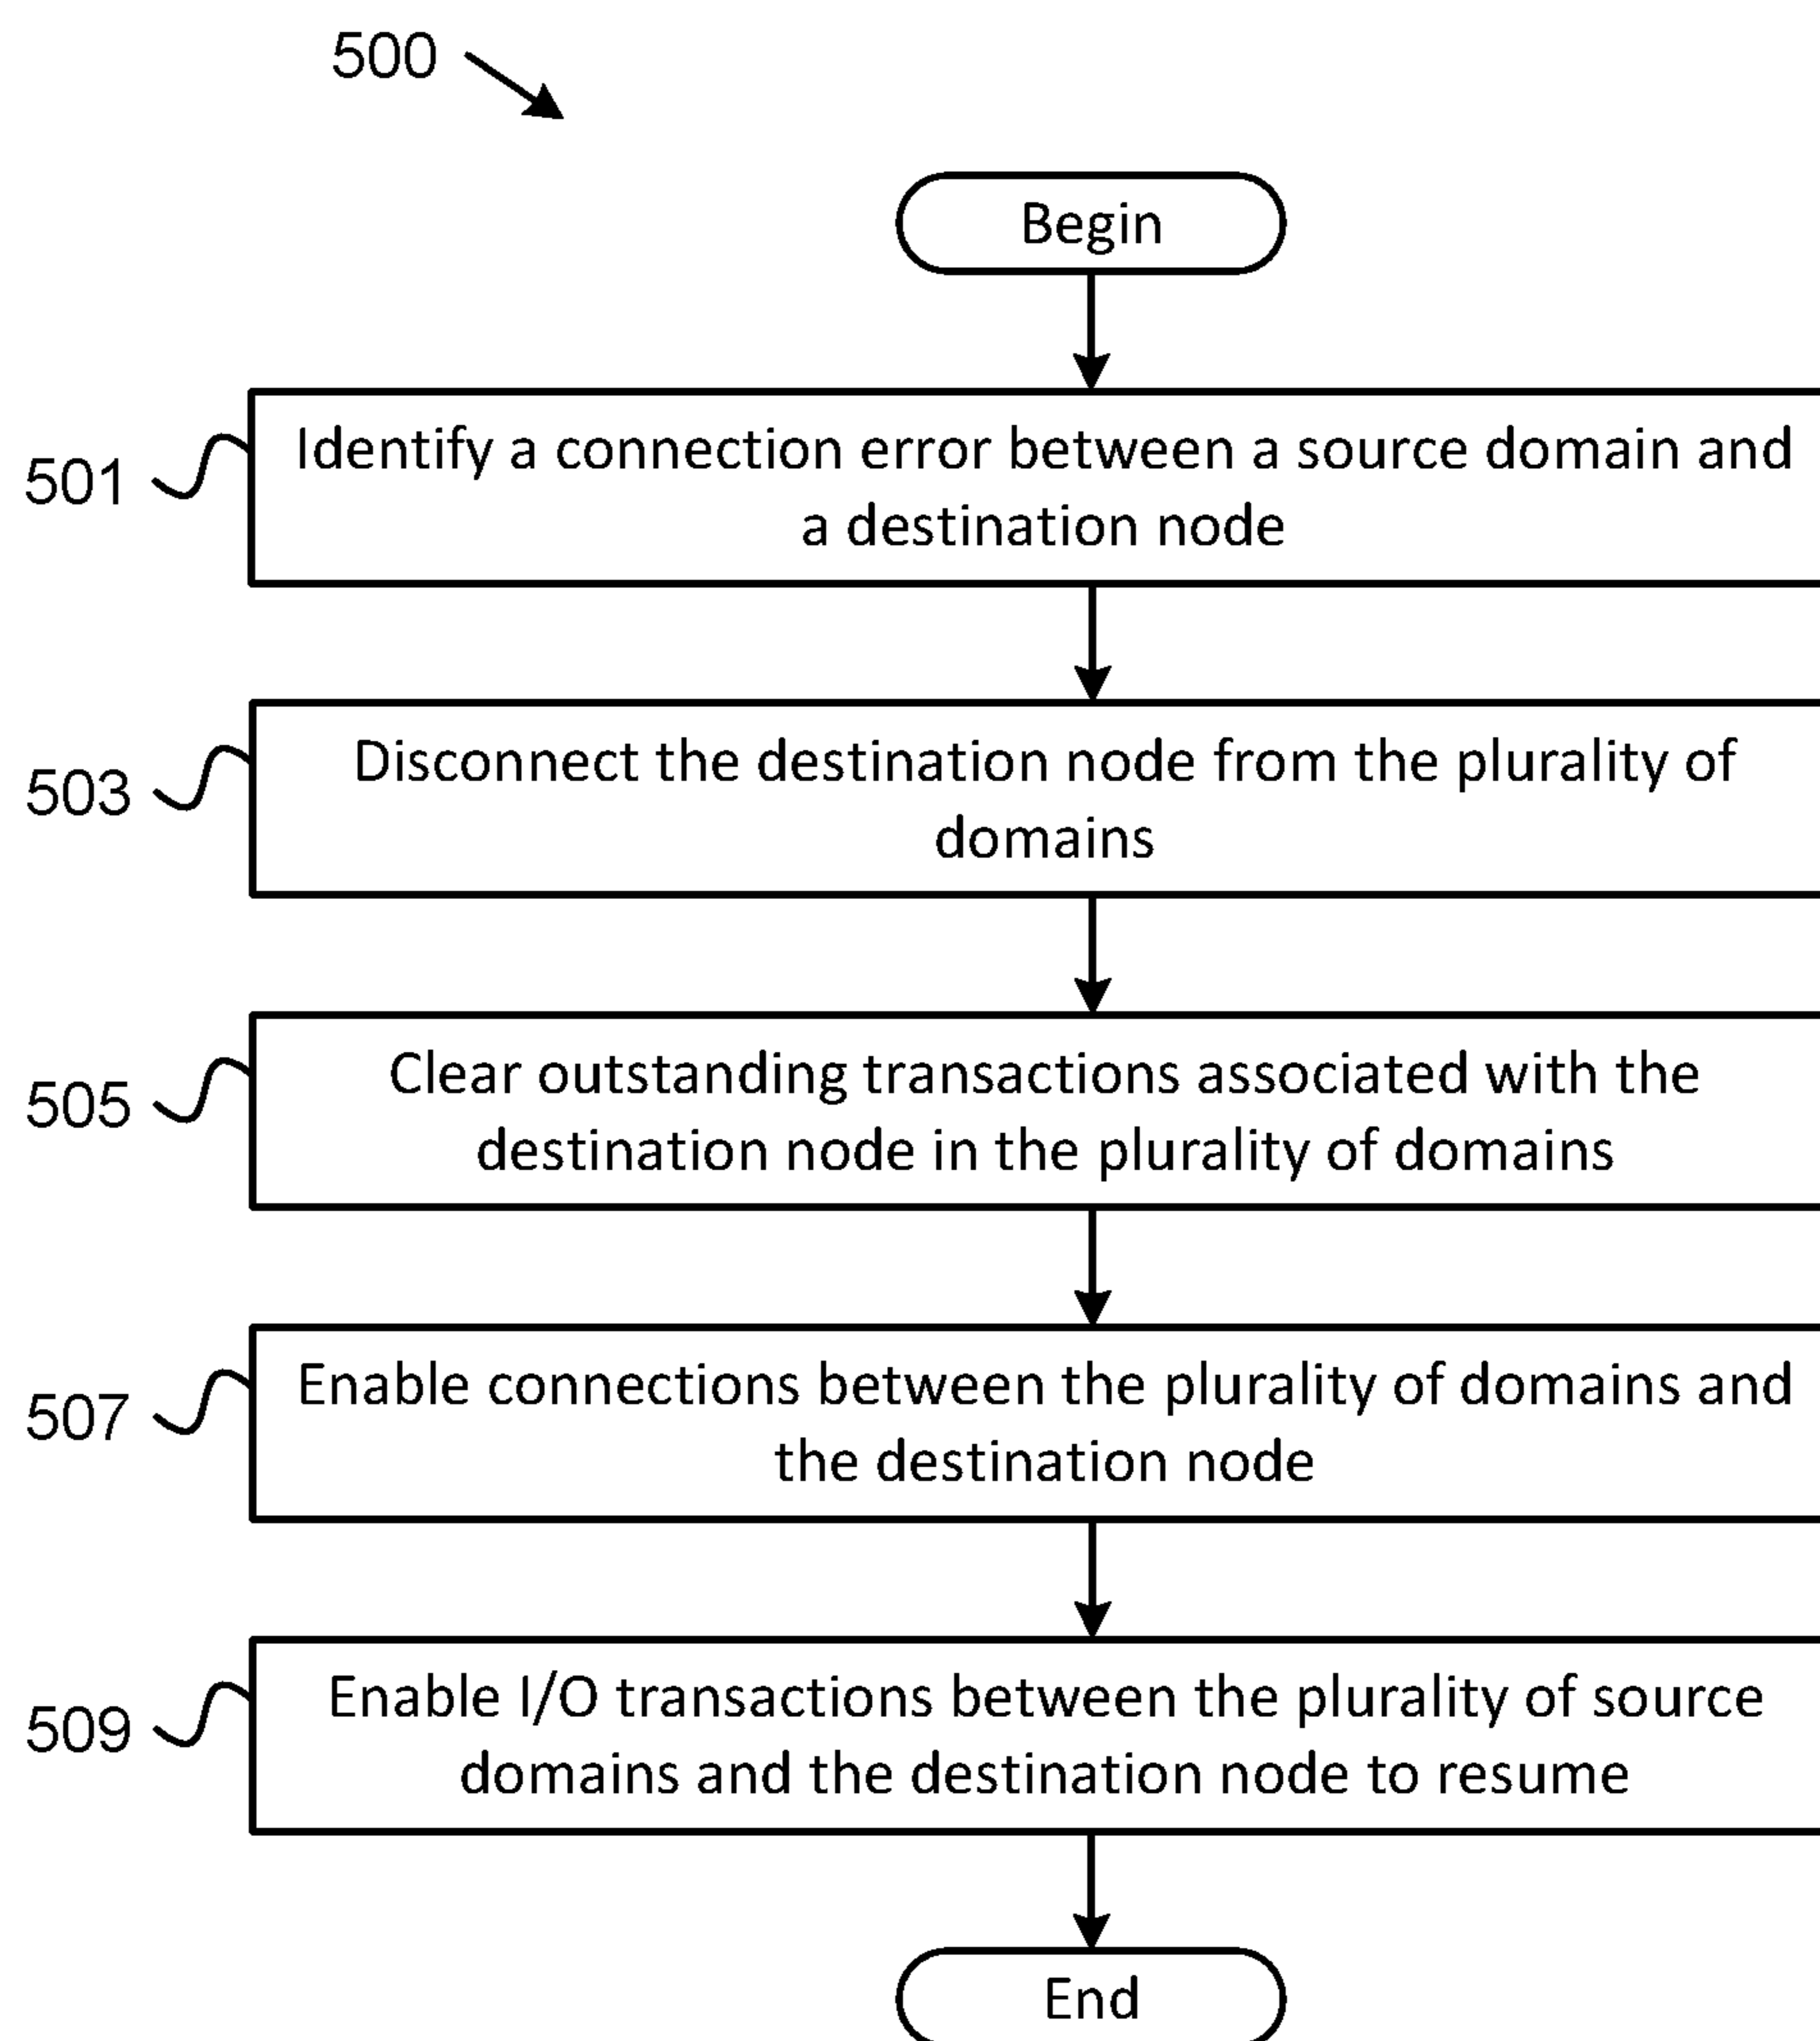 500
Begin
501
Identify a connection error between a source domain and
a destination node
503
Disconnect the destination node from the plurality of
domains
505
Clear outstanding transactions associated with the
destination node in the plurality of domains
507
Enable connections between the plurality of domains and
the destination node
509
Enable I/O transactions between the plurality of source
domains and the destination node to resume
End